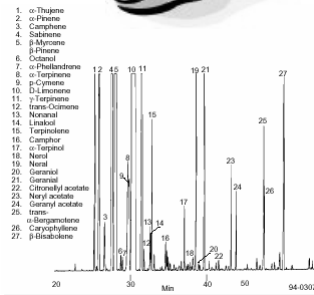 1. α-Thujene
2. α-Pinene
3. Camphene
4. Sabinene
5. β-Myrcene
β-Pinene
6. Octanol
7. α-Phellandrene
8. α-Terpinene
9. p-Cymene
10. D-Limonene
11. γ-Terpinene
12. trans-Ocimene
13. Nonanal
14. Linalool
15. Terpinolene
16. Camphor
17. α-Terpinol
18. Nerol
19. Neral
20. Geraniol
21. Geranial
22. Citronellyl acetate
23. Neryl acetate
24. Geranyl acetate
25. trans-
α-Bergamotene
26. Caryophyllene
27. β-Bisabolene
1 2 4 5 10 11 19 21
27
15
25
8
9
23
24
26
17
3
13 14
12 16
6 7
18 20
22
20 30 40 50
Min
94-0307